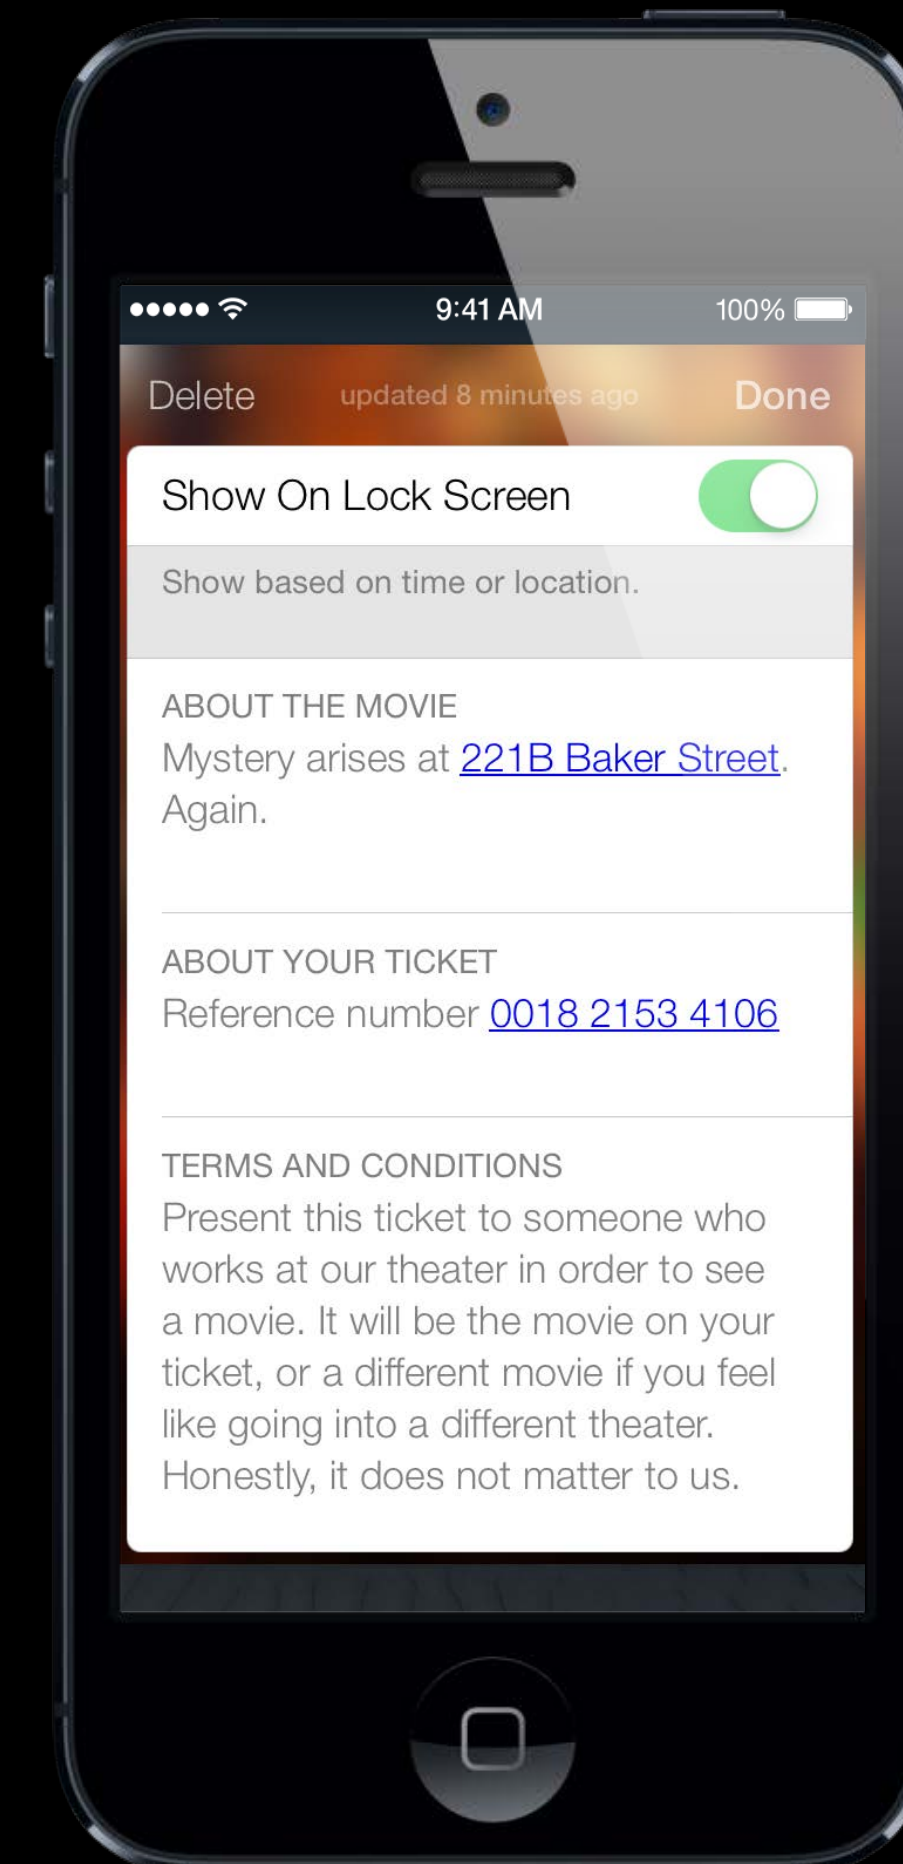 9:41 AM 100%
Delete updated 8 minutes ago Done
Show On Lock Screen
Show based on time or location.
ABOUT THE MOVIE
Mystery arises at 221B Baker Street.
Again.
ABOUT YOUR TICKET
Reference number 0018 2153 4106
TERMS AND CONDITIONS
Present this ticket to someone who
works at our theater in order to see
a movie. It will be the movie on your
ticket, or a different movie if you feel
like going into a different theater.
Honestly, it does not matter to us.